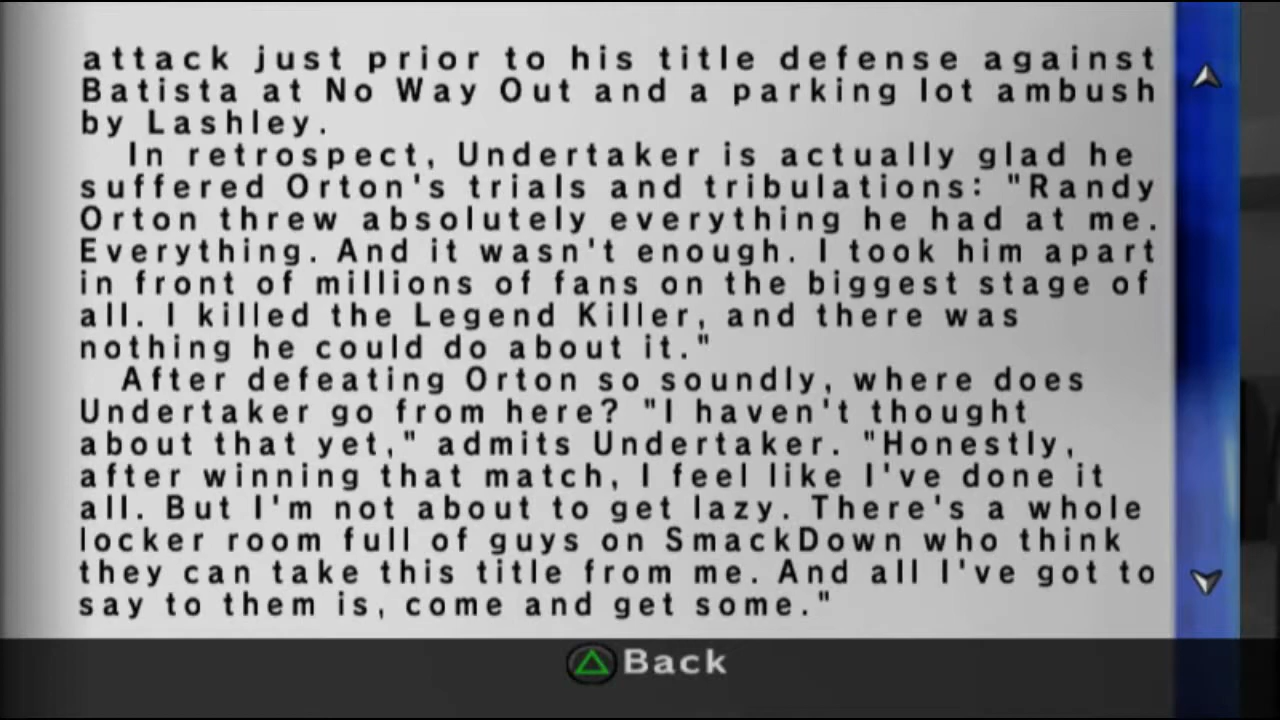 attack just prior to his title defense against
Batista at No Way Out and a parking lot ambush
by Lashley.
In retrospect, Undertaker is actually glad he
suffered Orton's trials and tribulations: "Randy
Orton threw absolutely everything he had at me.
Everything. And it wasn't enough. I took him apart
in front of millions of fans on the biggest stage of
all. I killed the Legend Killer, and there was
nothing he could do about it."
After defeating Orton so soundly, where does
Undertaker go from here? "I haven't thought
about that yet," admits Undertaker. "Honestly,
after winning that match, I feel like I've done it
all. But I'm not about to get lazy. There's a whole
locker room full of guys on SmackDown who think
they can take this title from me. And all I've got to
say to them is, come and get some."
Back